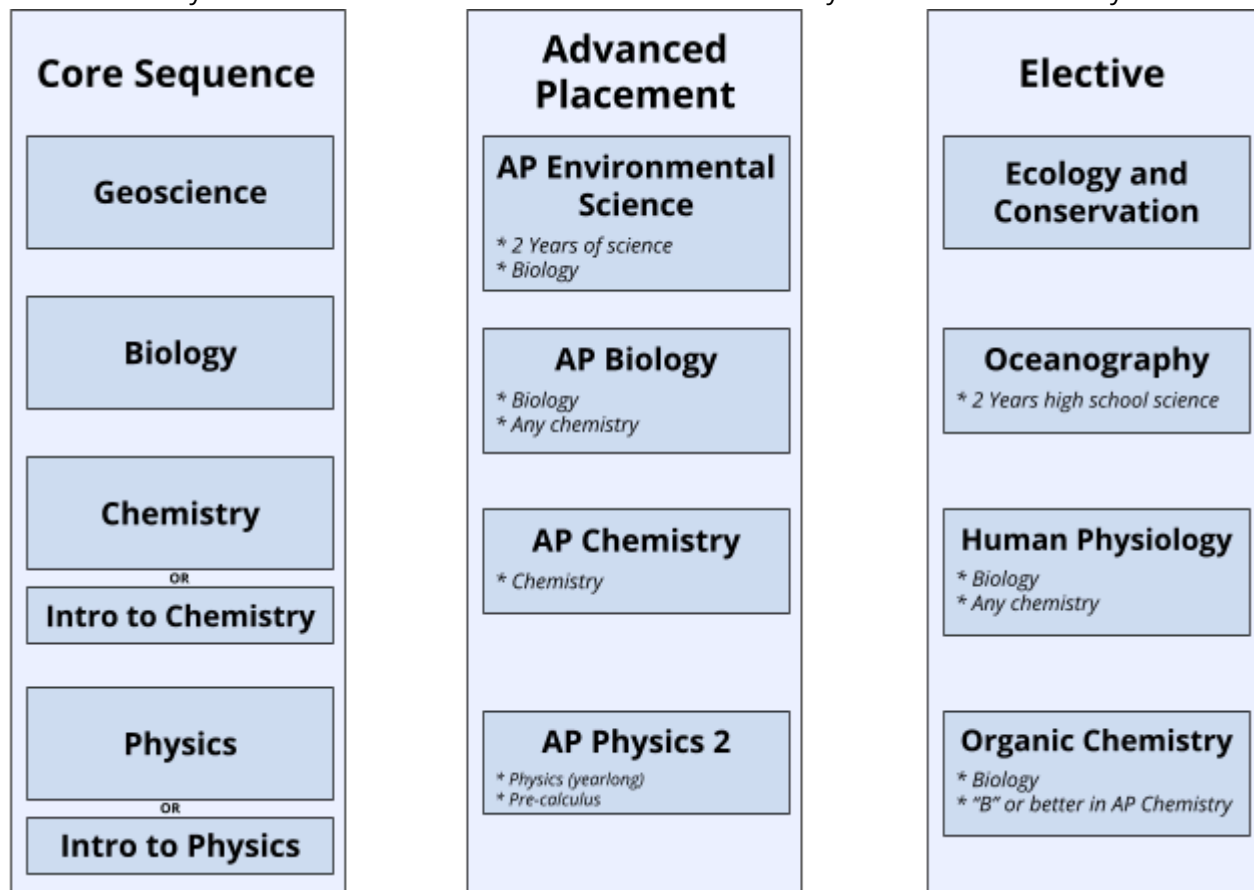 Core Sequence
Geoscience
Biology
Chemistry
OR
Intro to Chemistry
Physics
OR
Intro to Physics
Advanced
Placement
AP Environmental
Science
* 2 Years of science
* Biology
AP Biology
* Biology
* Any chemistry
AP Chemistry
* Chemistry
AP Physics 2
* Physics (yearlong)
* Pre-calculus
Elective
Ecology and
Conservation
Oceanography
* 2 Years high school science
Human Physiology
* Biology
* Any chemistry
Organic Chemistry
* Biology
* "B" or better in AP Chemistry